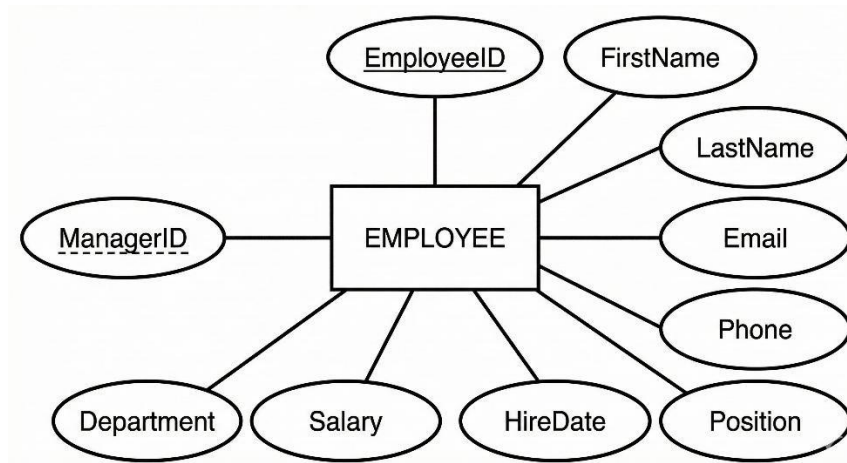 EmployeeID
FirstName
LastName
ManagerID
EMPLOYEE
Email
Phone
Department
Salary
HireDate
Position